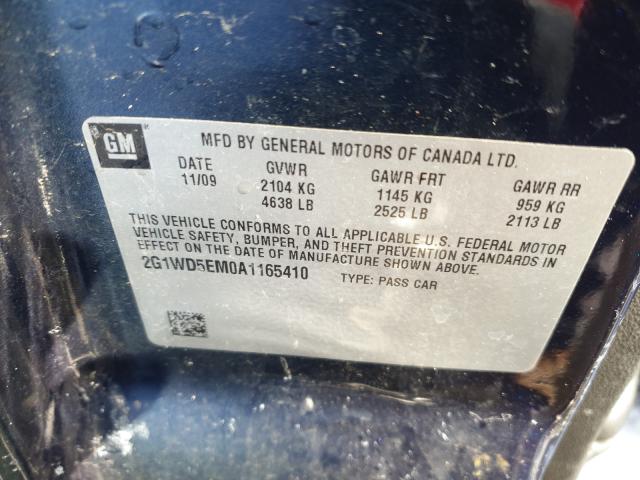 GM
MFD BY GENERAL MOTORS OF CANADA LTD.
DATE GVWR GAWR FRT GAWR RR
11/09 2104 KG 1145 KG 959 KG
4638 LB 2525 LB 2113 LB
THIS VEHICLE CONFORMS TO ALL APPLICABLE U.S. FEDERAL MOTOR
VEHICLE SAFETY, BUMPER, AND THEFT PREVENTION STANDARDS IN
EFFECT ON THE DATE OF MANUFACTURE SHOWN ABOVE.
2G1WD5EM0A1165410 TYPE: PASS CAR